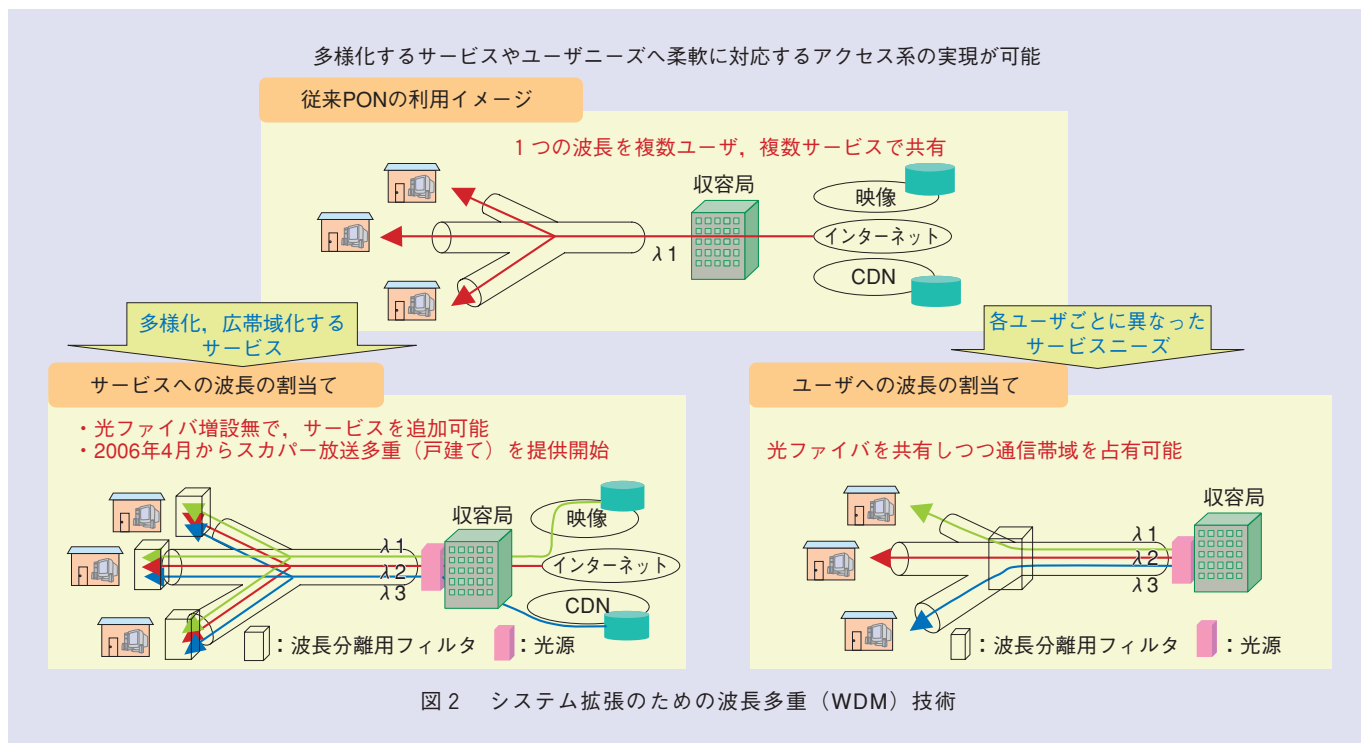 多様化するサービスやユーザニーズへ柔軟に対応するアクセス系の実現が可能
従来PONの利用イメージ
1つの波長を複数ユーザ，複数サービスで共有
収容局
映像
インターネット
CDN
λ1
多様化，広帯域化する
サービス
各ユーザごとに異なった
サービスニーズ
サービスへの波長の割当て
・光ファイバ増設無で，サービスを追加可能
・2006年4月からスカパー放送多重（戸建て）を提供開始
収容局
映像
インターネット
CDN
λ1
λ2
λ3
：波長分離用フィルタ
：光源
ユーザへの波長の割当て
光ファイバを共有しつつ通信帯域を占有可能
収容局
λ1
λ2
λ3
：波長分離用フィルタ
：光源
図2　システム拡張のための波長多重（WDM）技術